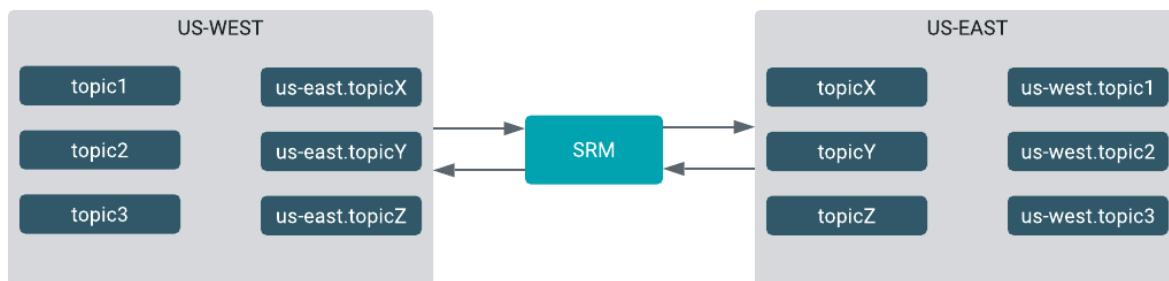 US-WEST
topic1
us-east.topicX
topic2
us-east.topicY
topic3
us-east.topicZ
SRM
US-EAST
topicX
us-west.topic1
topicY
us-west.topic2
topicZ
us-west.topic3